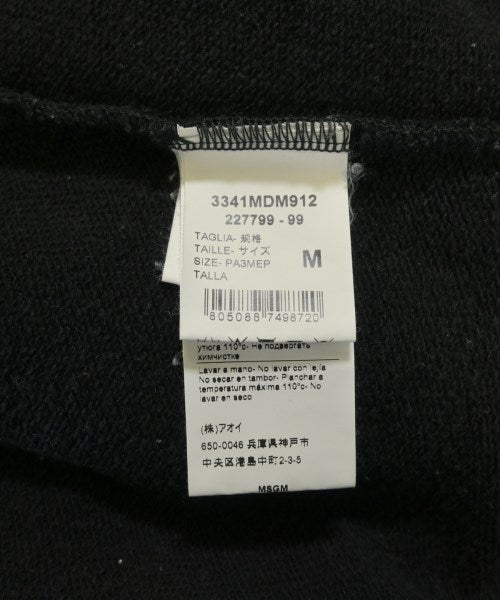 3341MDM912
227799 - 99
TAGLIA- 规格
TAILLE- サイズ
SIZE- PA3MEP
TALLA
M
805088 7498720
утюга 110°c- Не подвергать
химчистке
Lavar a mano- No lavar con lejía
No secar en tambor- Planchar a
temperatura máxima 110°c- No
lavar en seco
(株)アオイ
650-0046 兵庫県神戸市
中央区港島中町2-3-5
MSGM